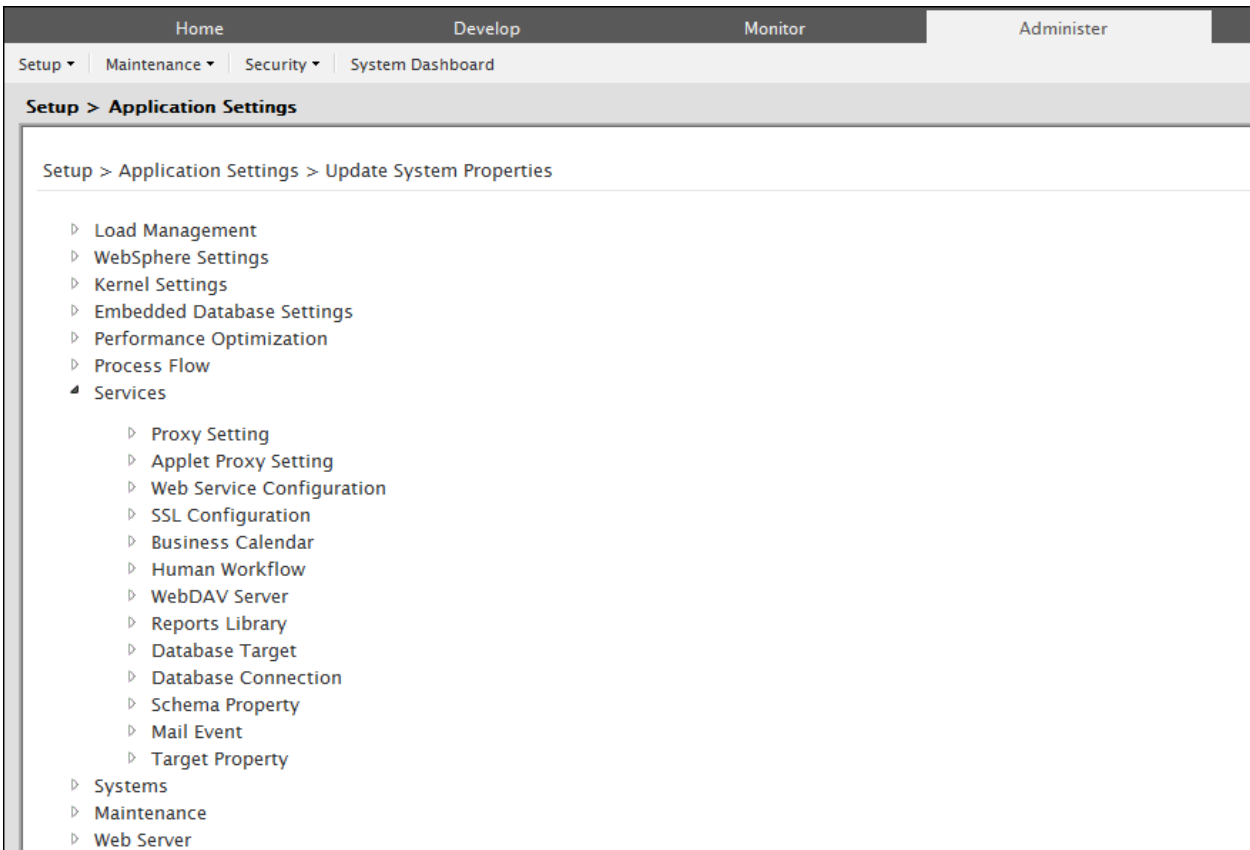 Home Develop Monitor Administer
Setup Maintenance Security System Dashboard
Setup > Application Settings
Setup > Application Settings > Update System Properties
Load Management
WebSphere Settings
Kernel Settings
Embedded Database Settings
Performance Optimization
Process Flow
Services
Proxy Setting
Applet Proxy Setting
Web Service Configuration
SSL Configuration
Business Calendar
Human Workflow
WebDAV Server
Reports Library
Database Target
Database Connection
Schema Property
Mail Event
Target Property
Systems
Maintenance
Web Server